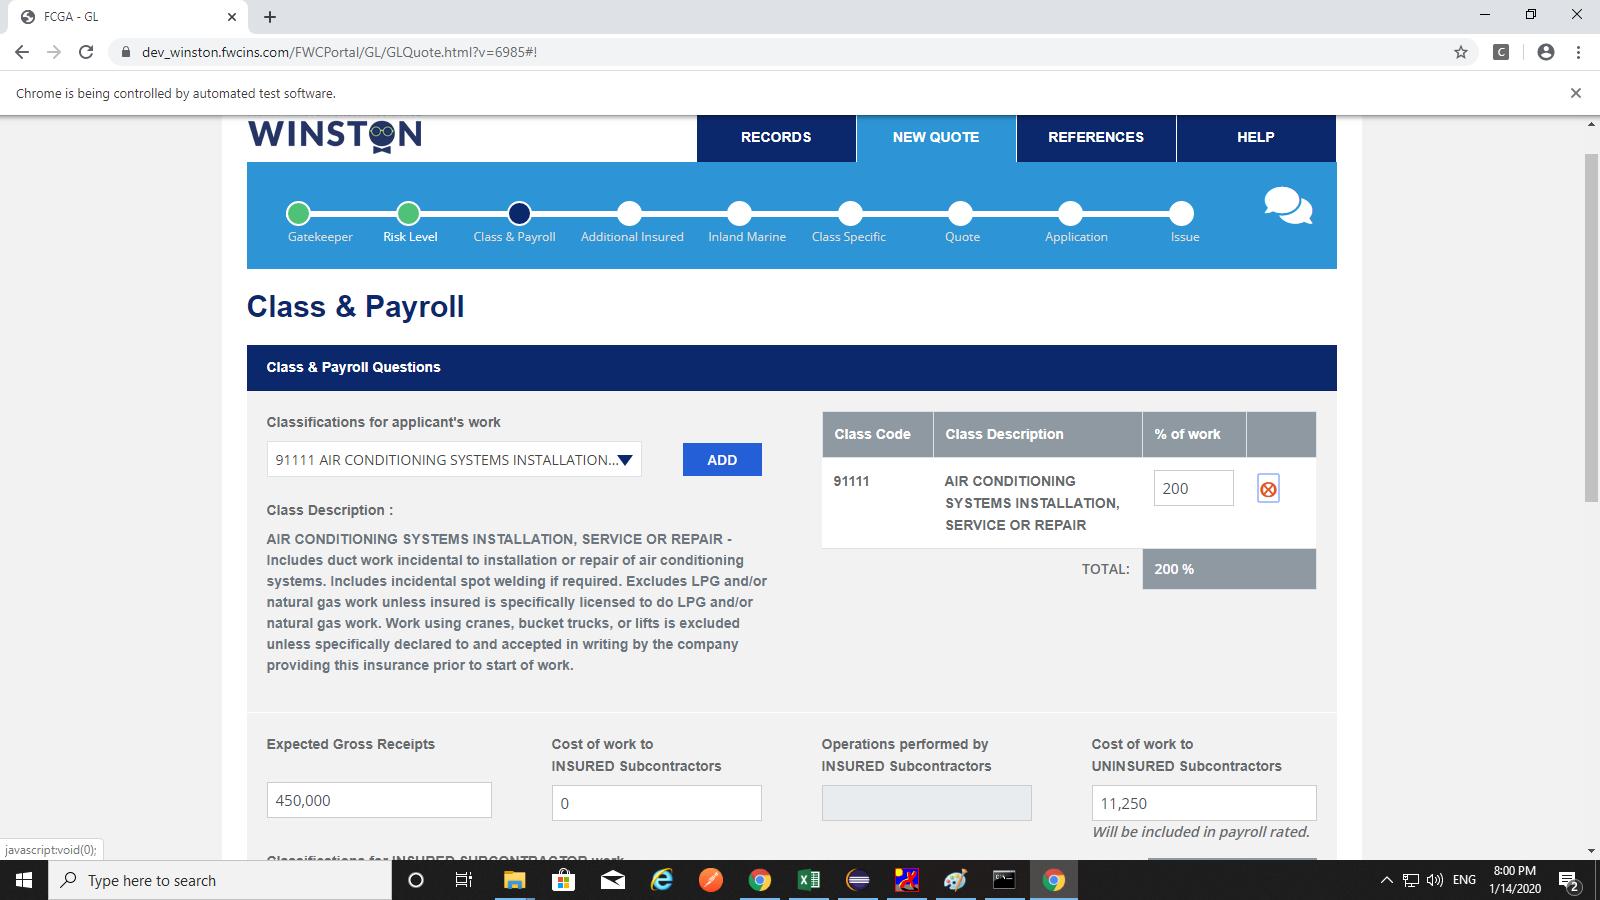 FCGA - GL
dev_winston.fwcins.com/FWCPortal/GL/GLQuote.html?v=6985#!
C
Chrome is being controlled by automated test software.
WINSTON
RECORDS
NEW QUOTE
REFERENCES
HELP
Gatekeeper
Risk Level
Class & Payroll
Additional Insured
Inland Marine
Class Specific
Quote
Application
Issue
Class & Payroll
Class & Payroll Questions
Classifications for applicant's work
91111 AIR CONDITIONING SYSTEMS INSTALLATION...
ADD
Class Description :
AIR CONDITIONING SYSTEMS INSTALLATION, SERVICE OR REPAIR -
Includes duct work incidental to installation or repair of air conditioning
systems. Includes incidental spot welding if required. Excludes LPG and/or
natural gas work unless insured is specifically licensed to do LPG and/or
natural gas work. Work using cranes, bucket trucks, or lifts is excluded
unless specifically declared to and accepted in writing by the company
providing this insurance prior to start of work.
Class Code
Class Description
% of work
91111
AIR CONDITIONING
SYSTEMS INSTALLATION,
SERVICE OR REPAIR
200
TOTAL:
200 %
Expected Gross Receipts
450,000
Cost of work to
INSURED Subcontractors
0
Operations performed by
INSURED Subcontractors
Cost of work to
UNINSURED Subcontractors
11,250
Will be included in payroll rated.
Classifications for INSURED SUBCONTRACTOR work
javascript:void(0);
Type here to search
ENG
8:00 PM
1/14/2020
2